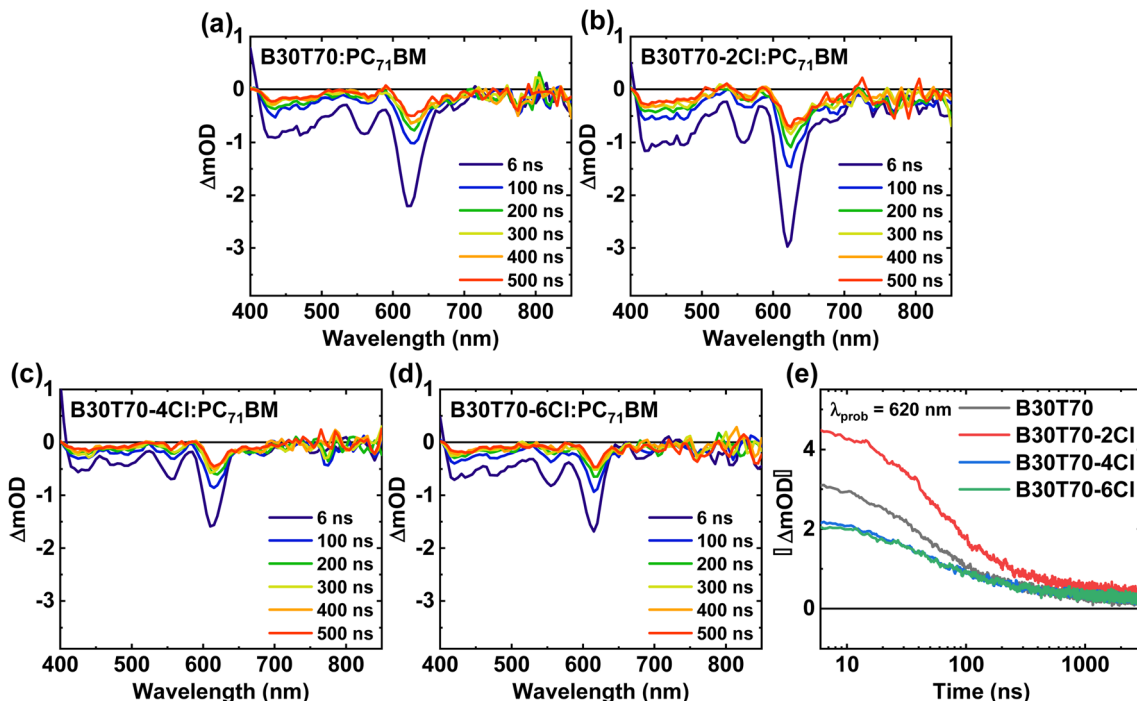 (a)
B30T70:PC71BM
1
0
-1
-2
-3
ΔmOD
6 ns
100 ns
200 ns
300 ns
400 ns
500 ns
400 500 600 700 800
Wavelength (nm)
(b)
B30T70-2Cl:PC71BM
1
0
-1
-2
-3
ΔmOD
6 ns
100 ns
200 ns
300 ns
400 ns
500 ns
400 500 600 700 800
Wavelength (nm)
(c)
B30T70-4Cl:PC71BM
1
0
-1
-2
-3
ΔmOD
6 ns
100 ns
200 ns
300 ns
400 ns
500 ns
400 500 600 700 800
Wavelength (nm)
(d)
B30T70-6Cl:PC71BM
1
0
-1
-2
-3
ΔmOD
6 ns
100 ns
200 ns
300 ns
400 ns
500 ns
400 500 600 700 800
Wavelength (nm)
(e)
λprob = 620 nm
B30T70
B30T70-2Cl
B30T70-4Cl
B30T70-6Cl
4
2
0
▯ΔmOD▯
10 100 1000
Time (ns)